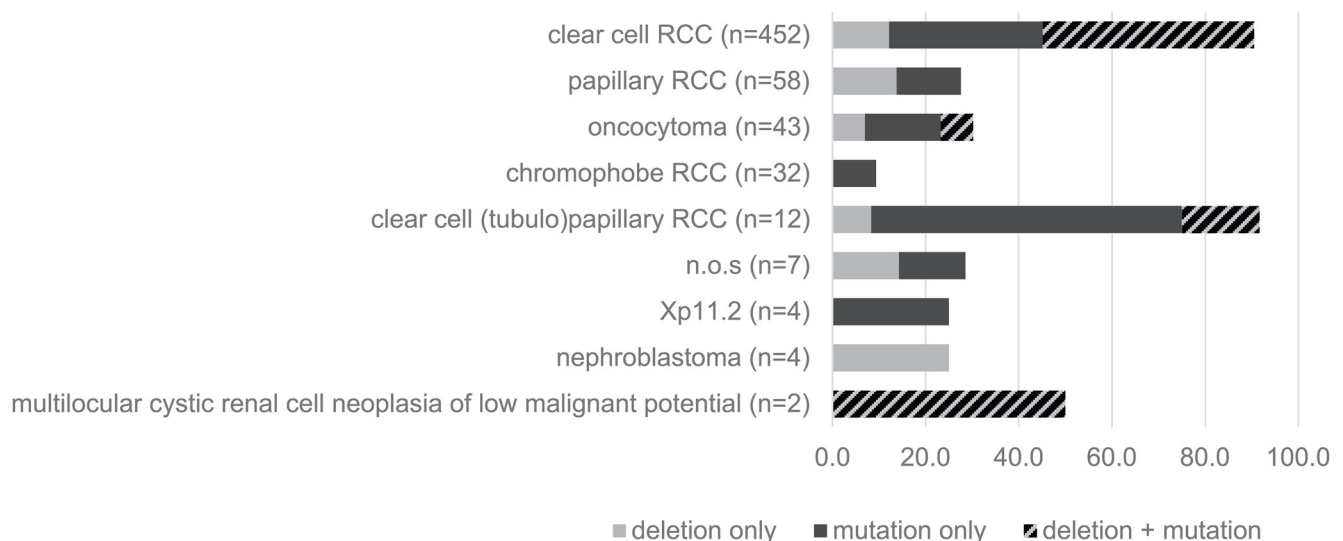 clear cell RCC (n=452)
papillary RCC (n=58)
oncocytoma (n=43)
chromophobe RCC (n=32)
clear cell (tubulo)papillary RCC (n=12)
n.o.s (n=7)
Xp11.2 (n=4)
nephroblastoma (n=4)
multilocular cystic renal cell neoplasia of low malignant potential (n=2)
0.0 20.0 40.0 60.0 80.0 100.0
deletion only mutation only deletion + mutation